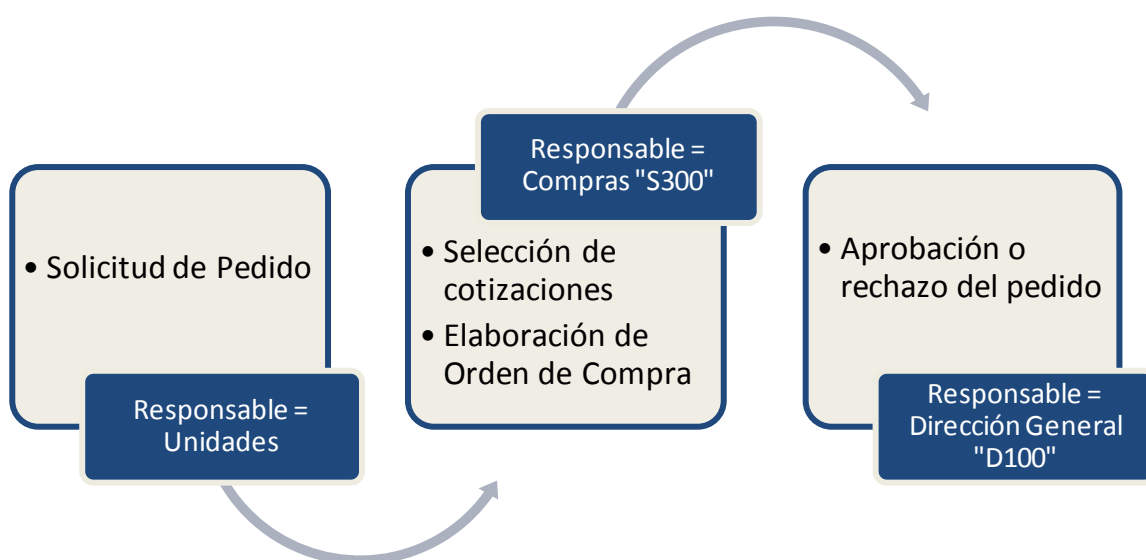 • Solicitud de Pedido
Responsable =
Unidades
Responsable =
Compras "S300"
• Selección de
cotizaciones
• Elaboración de
Orden de Compra
• Aprobación o
rechazo del pedido
Responsable =
Dirección General
"D100"